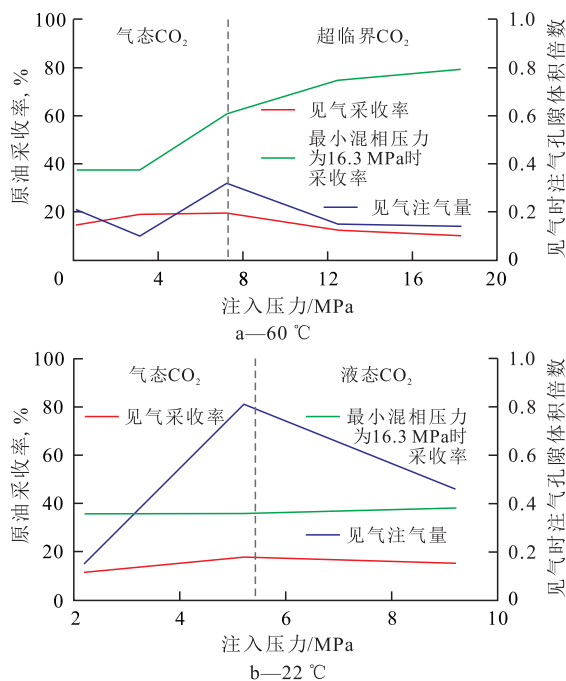 气态CO₂
超临界CO₂
原油采收率, %
100
80
60
40
20
0
0
4
8
12
16
20
1.0
0.8
0.6
0.4
0.2
0
见气时注气孔隙体积倍数
见气采收率
最小混相压力
为16.3 MPa时
采收率
见气注气量
注入压力/MPa
a—60 ℃
气态CO₂
液态CO₂
原油采收率, %
100
80
60
40
20
0
2
4
6
8
10
1.0
0.8
0.6
0.4
0.2
0
见气时注气孔隙体积倍数
见气采收率
最小混相压力
为16.3 MPa时
采收率
见气注气量
注入压力/MPa
b—22 ℃